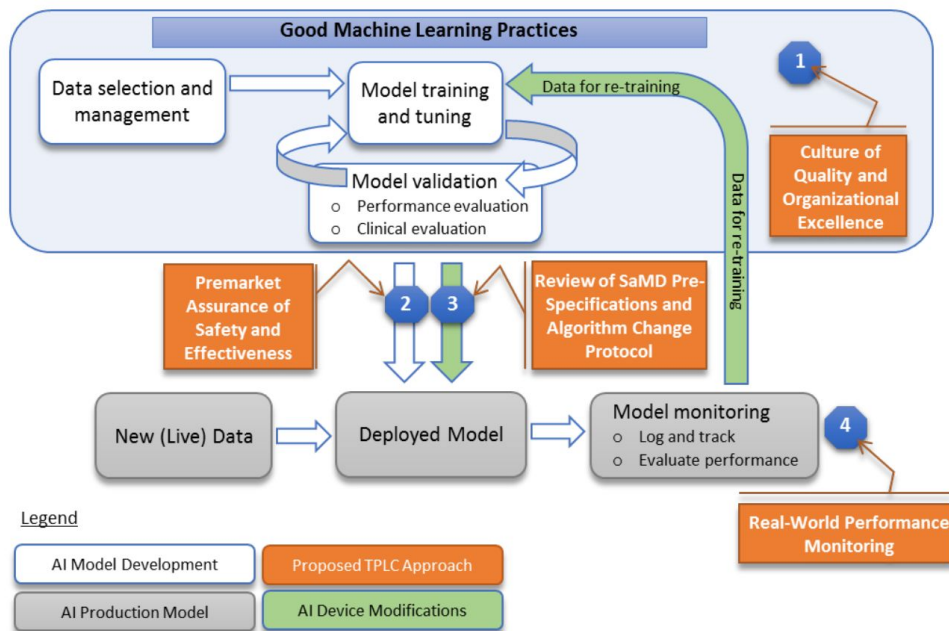 Good Machine Learning Practices
Data selection and
management
Model training
and tuning
Data for re-training
1
Culture of
Quality and
Organizational
Excellence
Model validation
o Performance evaluation
o Clinical evaluation
Data for re-training
Premarket
Assurance of
Safety and
Effectiveness
2
3
Review of SaMD Pre-
Specifications and
Algorithm Change
Protocol
New (Live) Data
Deployed Model
Model monitoring
o Log and track
o Evaluate performance
4
Real-World Performance
Monitoring
Legend
AI Model Development
Proposed TPLC Approach
AI Production Model
AI Device Modifications